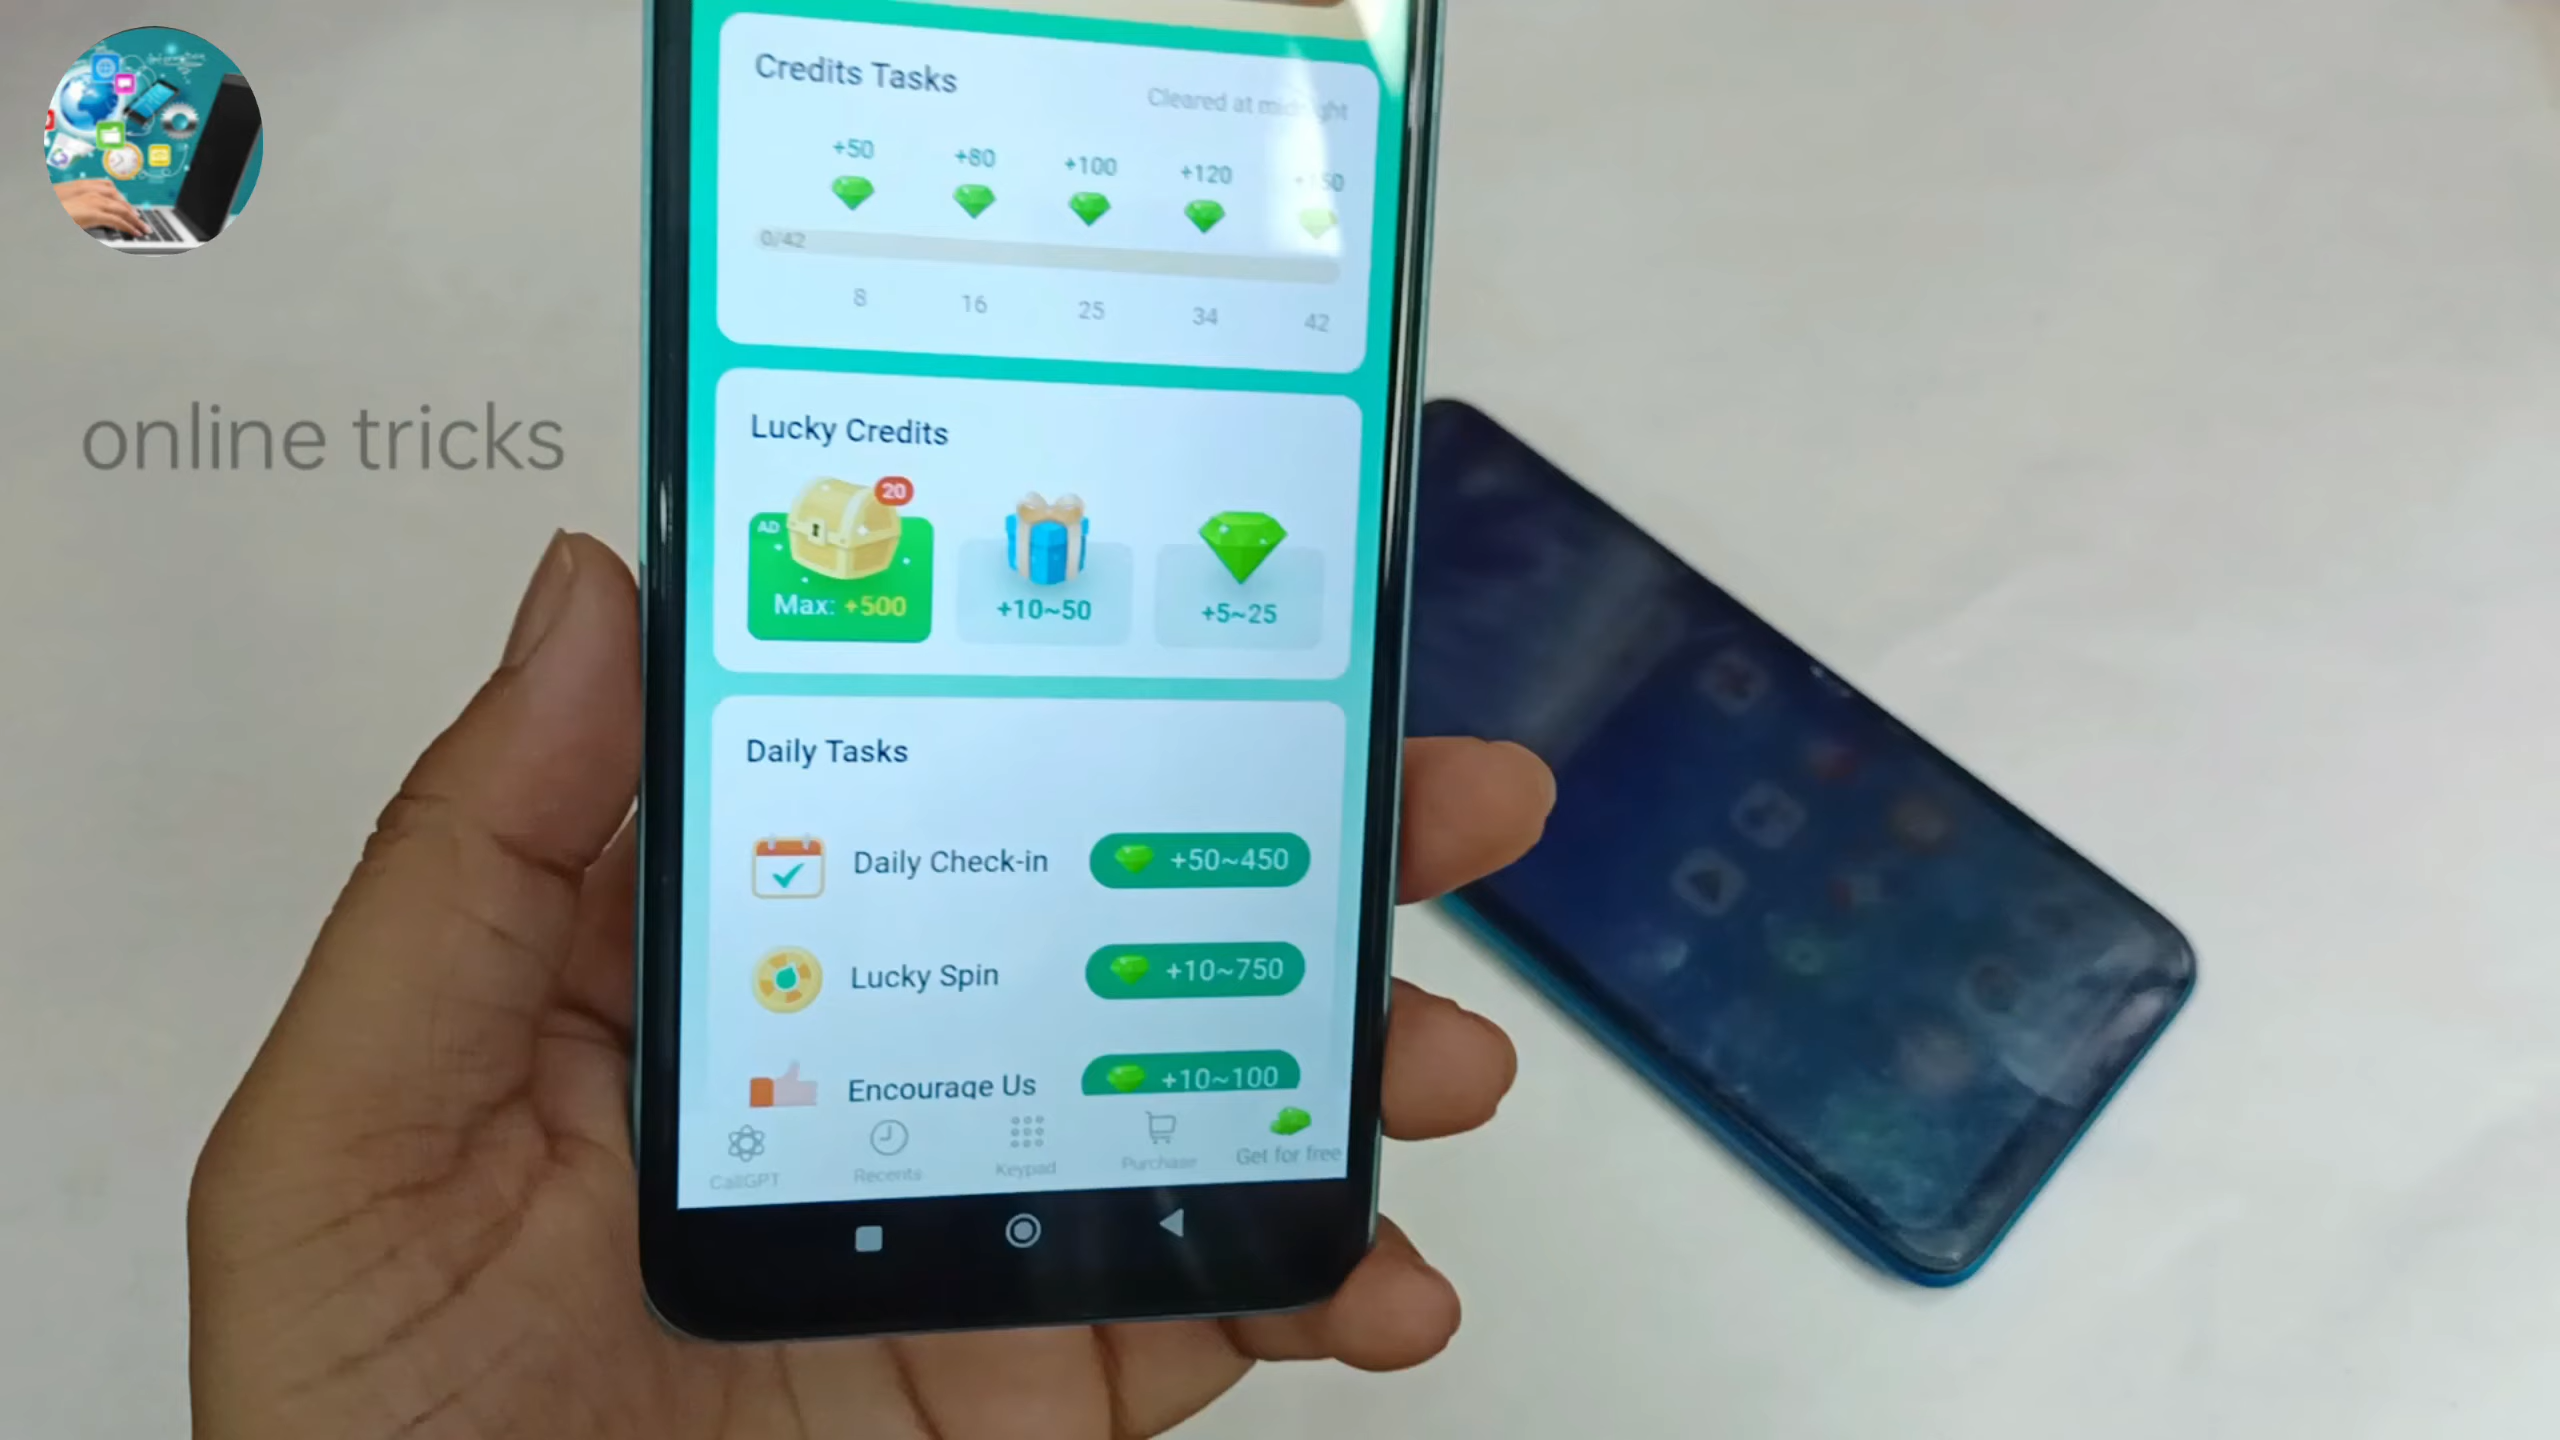 online tricks
Credits Tasks
Cleared at midnight
+50
+80
+100
+120
+150
0/42
8
16
25
34
42
Lucky Credits
20
AD
Max: +500
+10~50
+5~25
Daily Tasks
Daily Check-in
+50~450
Lucky Spin
+10~750
Encourage Us
+10~100
CallGPT
Recents
Keypad
Purchase
Get for free